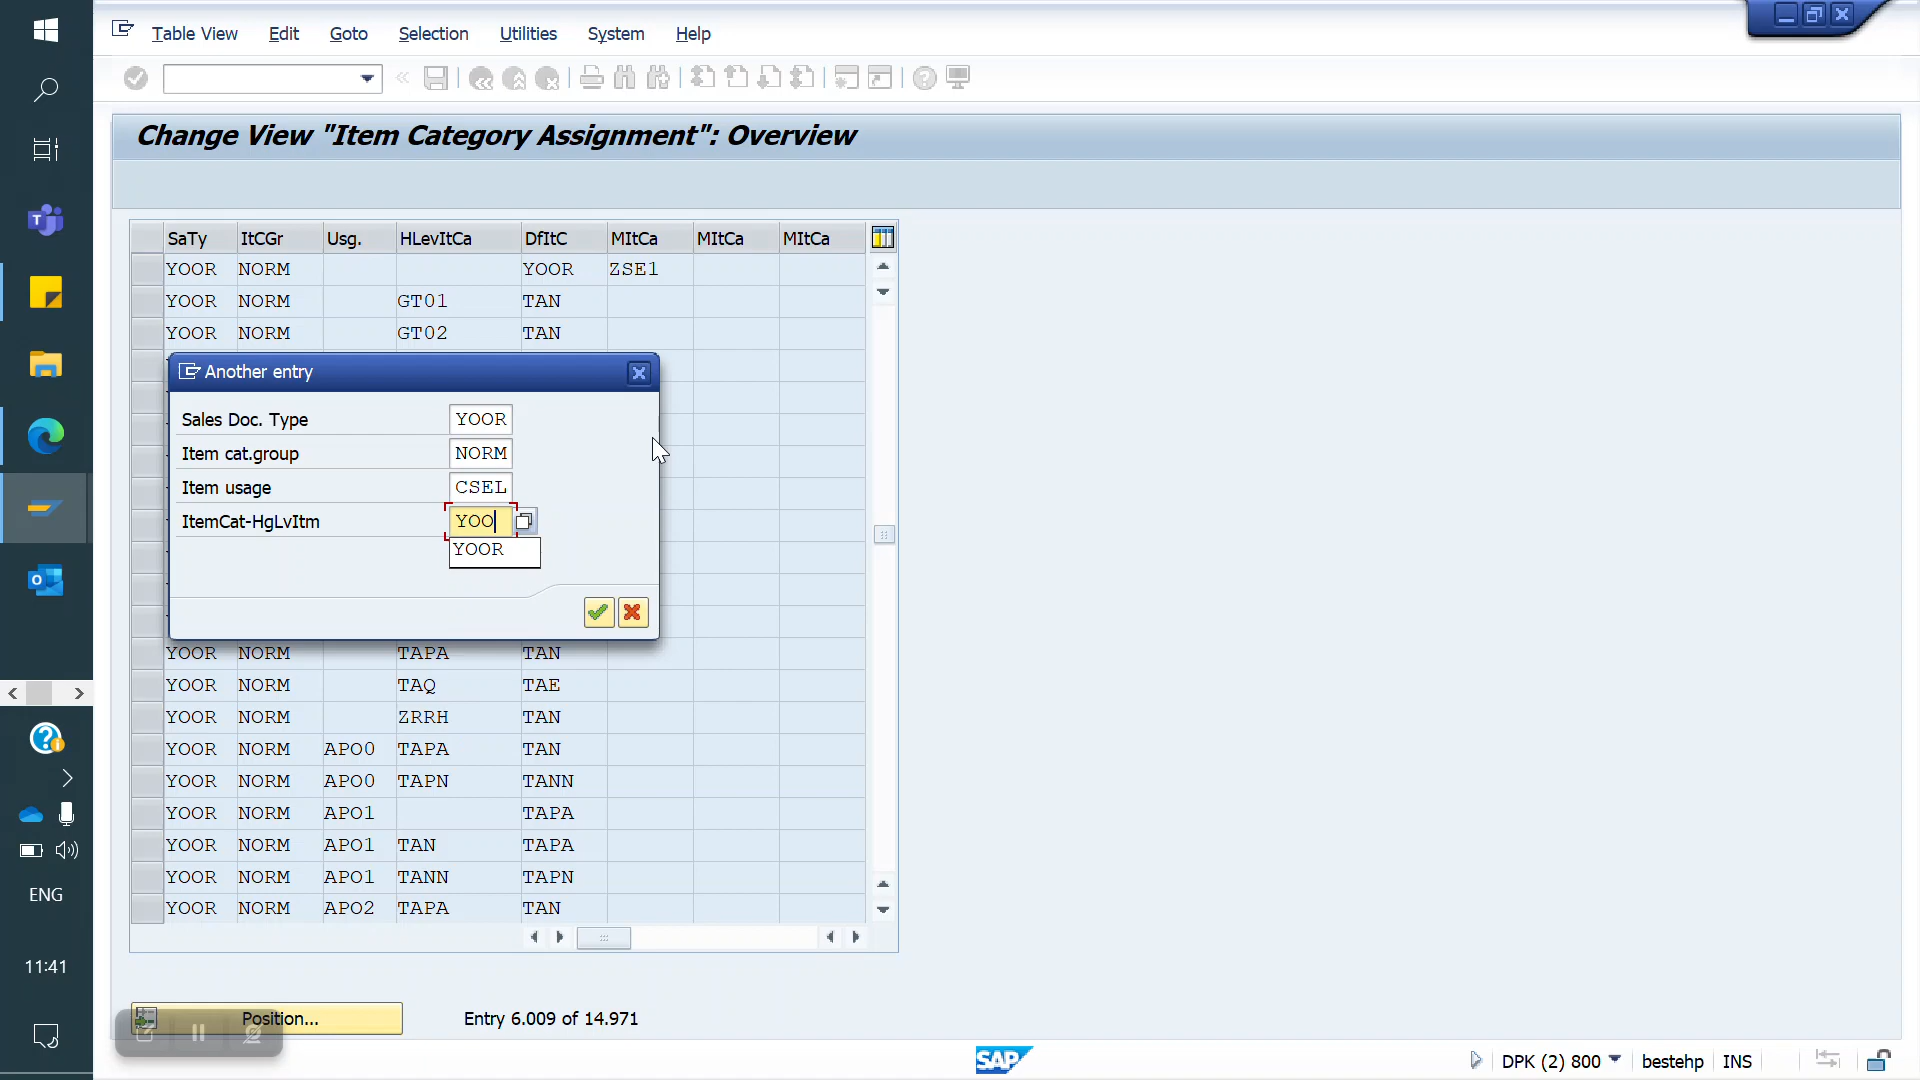 Table View Edit Goto Selection Utilities System Help
Change View "Item Category Assignment": Overview
SaTy ItCGr Usg. HLevItCa DfItC MItCa MItCa MItCa
YOOR NORM YOOR ZSE1
YOOR NORM GT01 TAN
YOOR NORM GT02 TAN
Another entry
Sales Doc. Type YOOR
Item cat.group NORM
Item usage CSEL
ItemCat-HgLvItm YOO
YOOR
YOOR NORM TAPA TAN
YOOR NORM TAQ TAE
YOOR NORM ZRRH TAN
YOOR NORM APO0 TAPA TAN
YOOR NORM APO0 TAPN TANN
YOOR NORM APO1 TAPA
YOOR NORM APO1 TAN TAPA
YOOR NORM APO1 TANN TAPN
YOOR NORM APO2 TAPA TAN
Position... Entry 6.009 of 14.971
SAP DPK (2) 800 bestehp INS
ENG
11:41